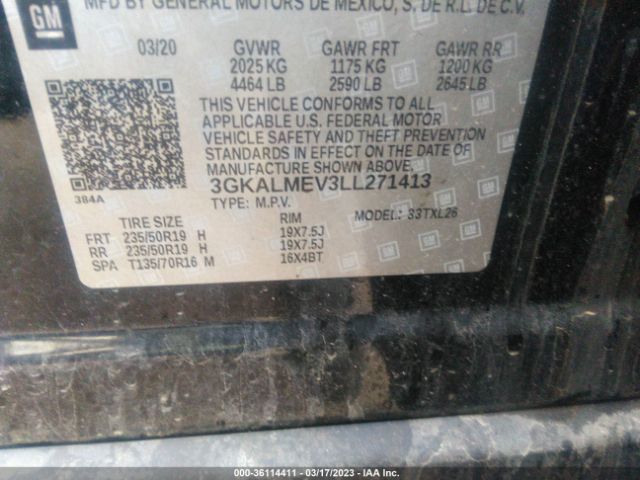 MFD BY GENERAL MOTORS DE MEXICO, S. DE R.L. DE C.V.
GM
03/20 GVWR GAWR FRT GAWR RR
2025 KG 1175 KG 1200 KG
4464 LB 2590 LB 2645 LB
THIS VEHICLE CONFORMS TO ALL
APPLICABLE U.S. FEDERAL MOTOR
VEHICLE SAFETY AND THEFT PREVENTION
STANDARDS IN EFFECT ON THE DATE OF
MANUFACTURE SHOWN ABOVE.
384A
3GKALMEV3LL271413
TYPE: M.P.V. MODEL: 33TXL26
TIRE SIZE RIM
FRT 235/50R19 H 19X7.5J
RR 235/50R19 H 19X7.5J
SPA T135/70R16 M 16X4BT
000-36114411 - 03/17/2023 - IAA Inc.